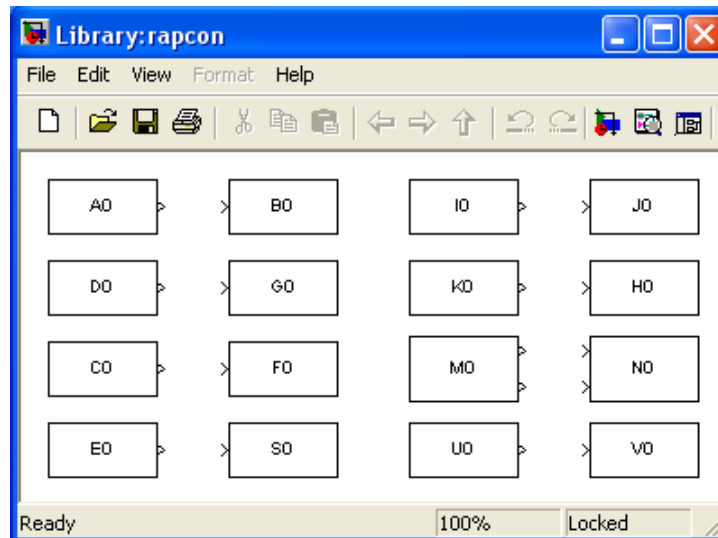 Library:rapcon
File Edit View Format Help
A0 B0 I0 J0
D0 G0 K0 H0
C0 F0 M0 N0
E0 S0 U0 V0
Ready 100% Locked